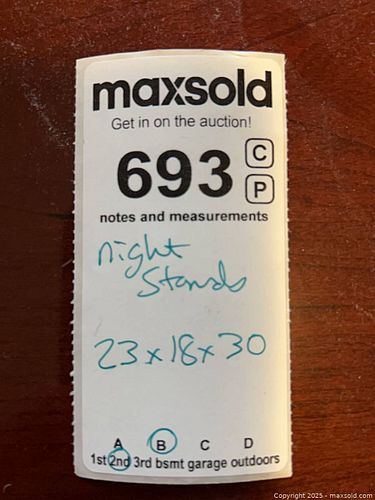 maxsold
Get in on the auction!
693 C
P
notes and measurements
night
Stands
23 x 18 x 30
A B C D
1st 2nd 3rd bsmt garage outdoors
Copyright 2025 - maxsold.com